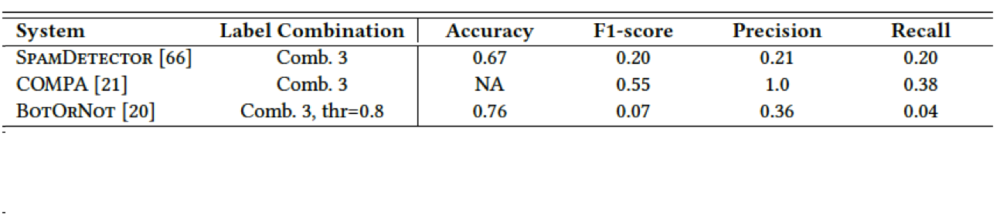 System Label Combination Accuracy F1-score Precision Recall
SpamDetector [66] Comb. 3 0.67 0.20 0.21 0.20
COMPA [21] Comb. 3 NA 0.55 1.0 0.38
BotOrNot [20] Comb. 3, thr=0.8 0.76 0.07 0.36 0.04